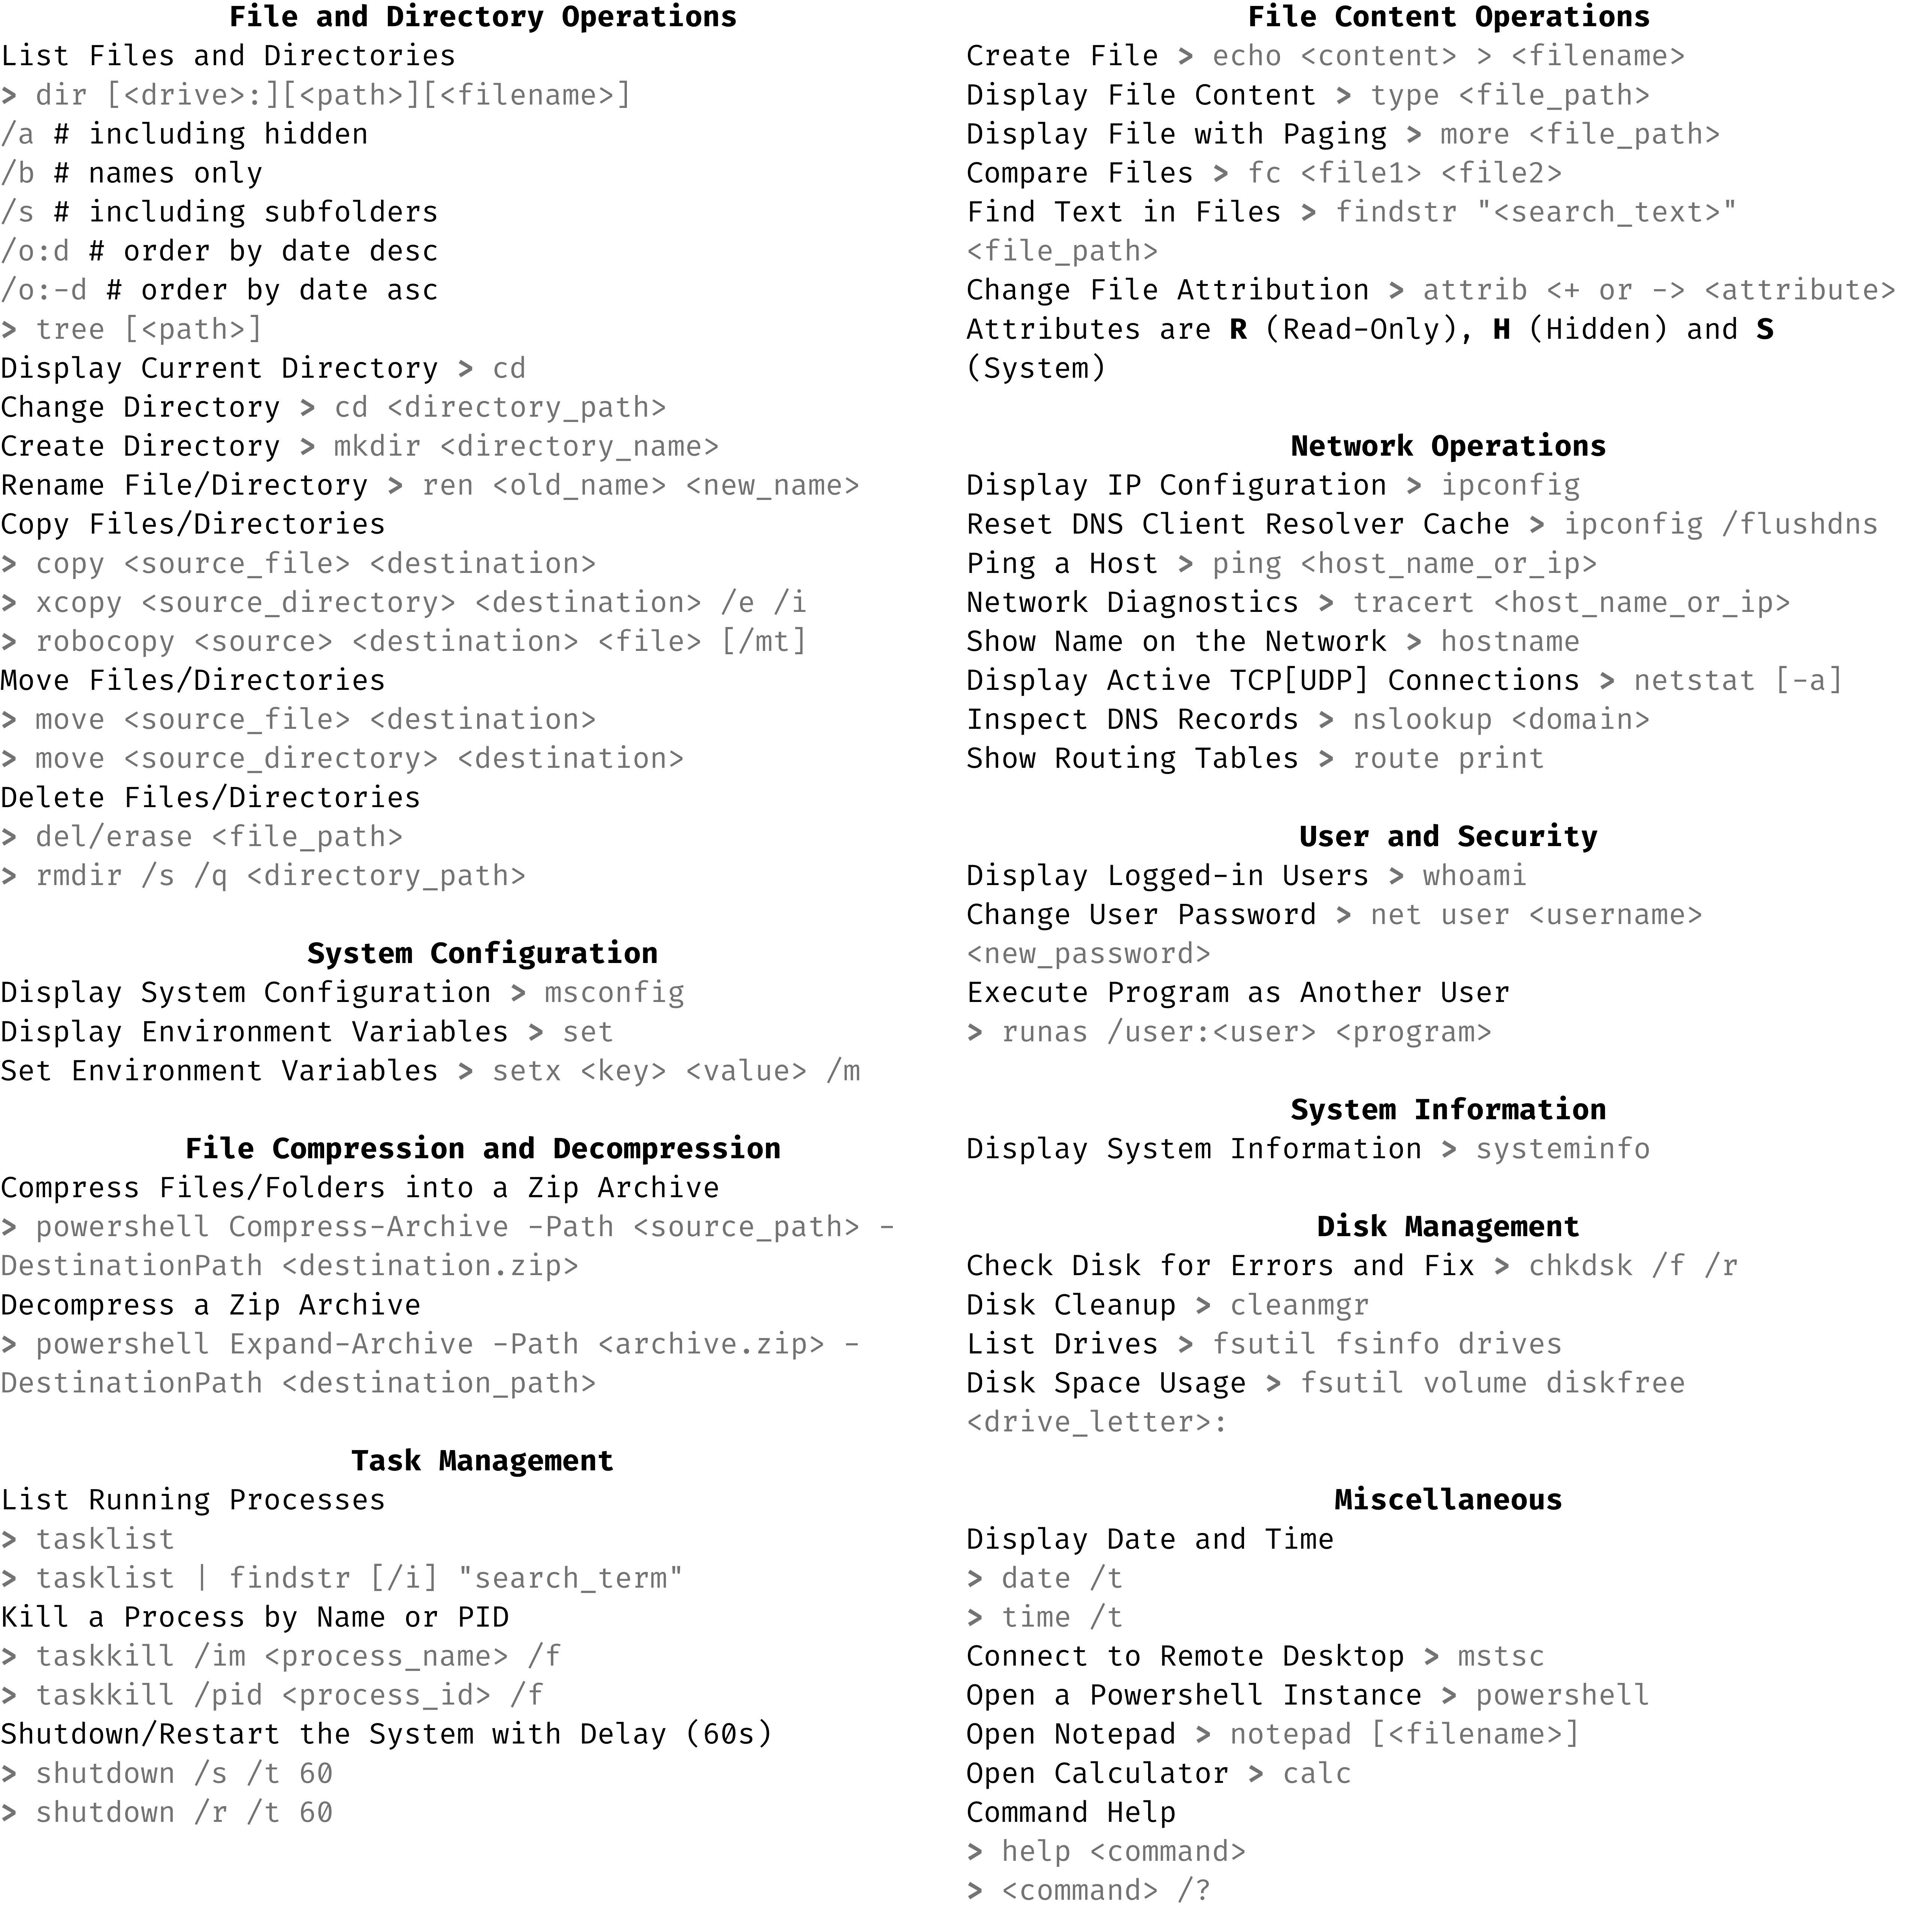 File and Directory Operations
List Files and Directories
> dir [<drive>:][<path>][<filename>]
/a # including hidden
/b # names only
/s # including subfolders
/o:d # order by date desc
/o:-d # order by date asc
> tree [<path>]
Display Current Directory > cd
Change Directory > cd <directory_path>
Create Directory > mkdir <directory_name>
Rename File/Directory > ren <old_name> <new_name>
Copy Files/Directories
> copy <source_file> <destination>
> xcopy <source_directory> <destination> /e /i
> robocopy <source> <destination> <file> [/mt]
Move Files/Directories
> move <source_file> <destination>
> move <source_directory> <destination>
Delete Files/Directories
> del/erase <file_path>
> rmdir /s /q <directory_path>
System Configuration
Display System Configuration > msconfig
Display Environment Variables > set
Set Environment Variables > setx <key> <value> /m
File Compression and Decompression
Compress Files/Folders into a Zip Archive
> powershell Compress-Archive -Path <source_path> -
DestinationPath <destination.zip>
Decompress a Zip Archive
> powershell Expand-Archive -Path <archive.zip> -
DestinationPath <destination_path>
Task Management
List Running Processes
> tasklist
> tasklist | findstr [/i] "search_term"
Kill a Process by Name or PID
> taskkill /im <process_name> /f
> taskkill /pid <process_id> /f
Shutdown/Restart the System with Delay (60s)
> shutdown /s /t 60
> shutdown /r /t 60
File Content Operations
Create File > echo <content> > <filename>
Display File Content > type <file_path>
Display File with Paging > more <file_path>
Compare Files > fc <file1> <file2>
Find Text in Files > findstr "<search_text>"
<file_path>
Change File Attribution > attrib <+ or -> <attribute>
Attributes are R (Read-Only), H (Hidden) and S
(System)
Network Operations
Display IP Configuration > ipconfig
Reset DNS Client Resolver Cache > ipconfig /flushdns
Ping a Host > ping <host_name_or_ip>
Network Diagnostics > tracert <host_name_or_ip>
Show Name on the Network > hostname
Display Active TCP[UDP] Connections > netstat [-a]
Inspect DNS Records > nslookup <domain>
Show Routing Tables > route print
User and Security
Display Logged-in Users > whoami
Change User Password > net user <username>
<new_password>
Execute Program as Another User
> runas /user:<user> <program>
System Information
Display System Information > systeminfo
Disk Management
Check Disk for Errors and Fix > chkdsk /f /r
Disk Cleanup > cleanmgr
List Drives > fsutil fsinfo drives
Disk Space Usage > fsutil volume diskfree
<drive_letter>:
Miscellaneous
Display Date and Time
> date /t
> time /t
Connect to Remote Desktop > mstsc
Open a Powershell Instance > powershell
Open Notepad > notepad [<filename>]
Open Calculator > calc
Command Help
> help <command>
> <command> /?